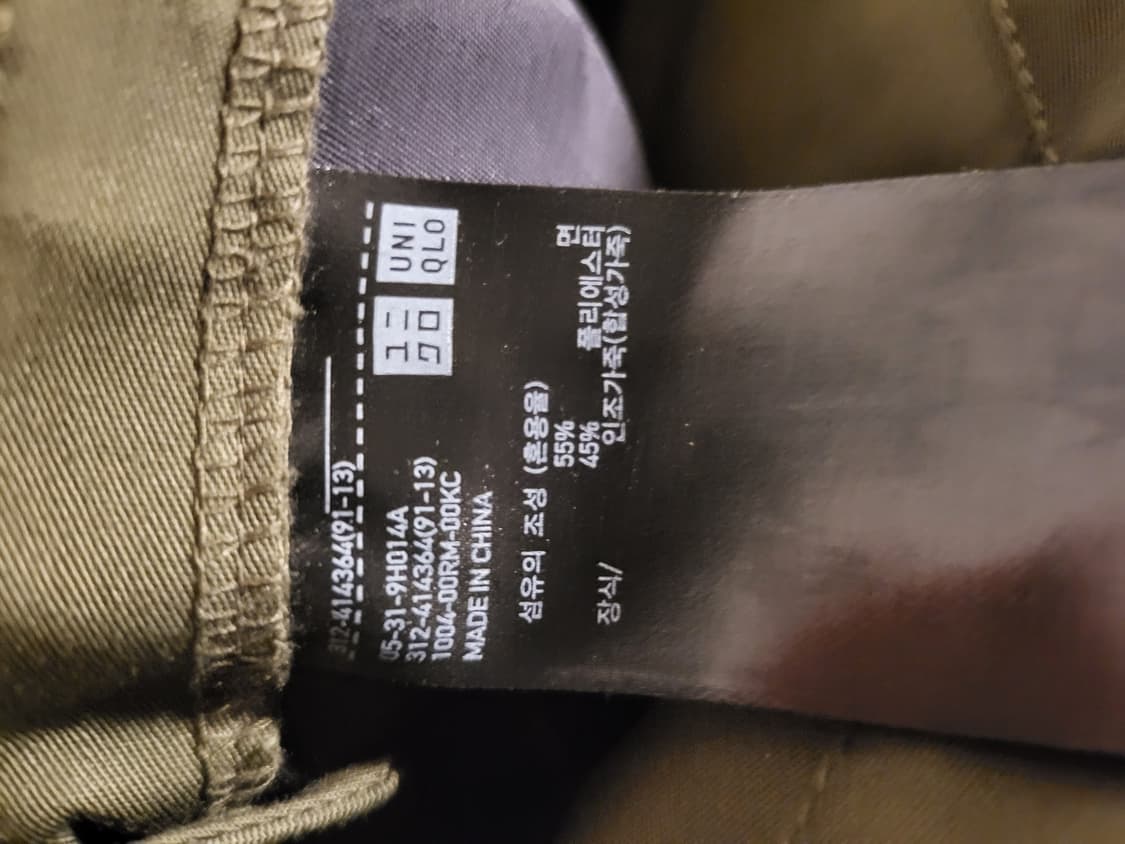 312-414364(91-13)
ユニ
クロ
UNI
QLO
05-31-9H014A
312-414364(91-13)
1004-00RM-00KC
MADE IN CHINA
섬유의 조성 (혼용율)
55% 면
45% 폴리에스터
장식/ 인조가죽(합성가죽)